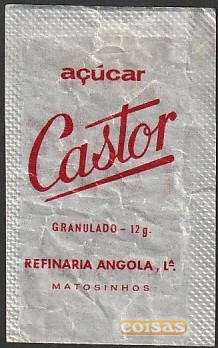 açúcar
Castor
GRANULADO - 12 g.
REFINARIA ANGOLA, Lª.
MATOSINHOS
coisas